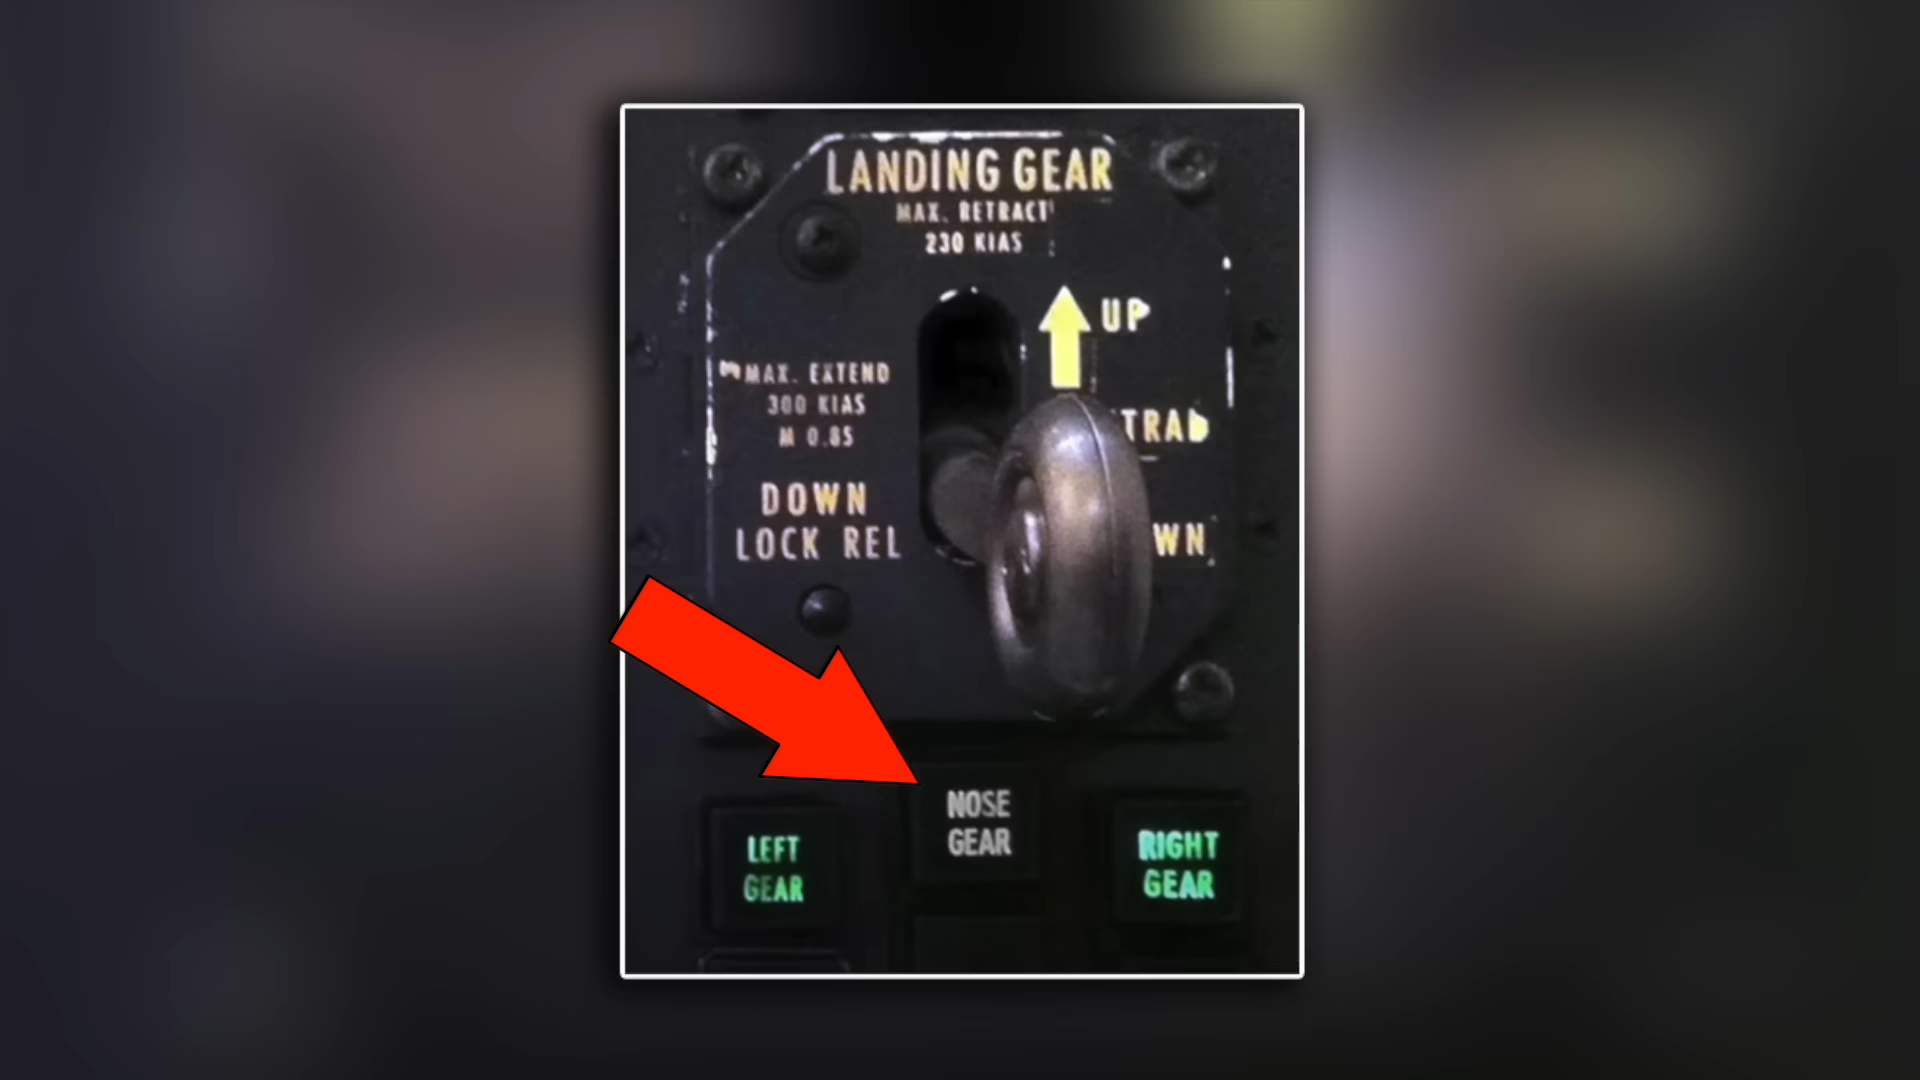 LANDING GEAR
MAX. RETRACT
230 KIAS
UP
MAX. EXTEND
300 KIAS
M 0.85
DOWN
LOCK REL
NOSE
GEAR
LEFT
GEAR
RIGHT
GEAR